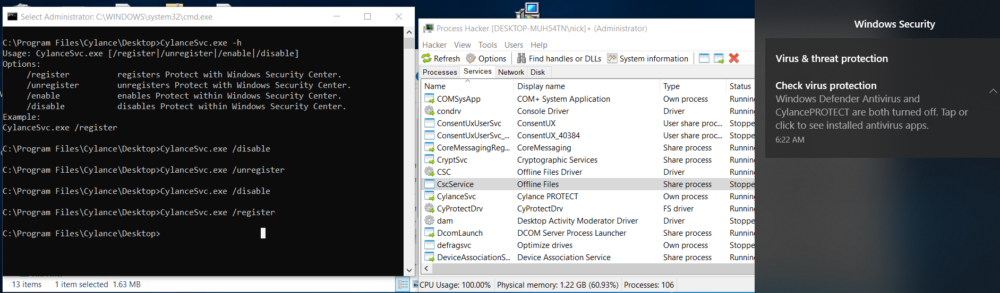 Select Administrator: C:\WINDOWS\system32\cmd.exe
C:\Program Files\Cylance\Desktop>CylanceSvc.exe -h
Usage: CylanceSvc.exe [/register|/unregister|/enable|/disable]
Options:
/register registers Protect with Windows Security Center.
/unregister unregisters Protect with Windows Security Center.
/enable enables Protect within Windows Security Center.
/disable disables Protect within Windows Security Center.
Example:
CylanceSvc.exe /register
C:\Program Files\Cylance\Desktop>CylanceSvc.exe /disable
C:\Program Files\Cylance\Desktop>CylanceSvc.exe /unregister
C:\Program Files\Cylance\Desktop>CylanceSvc.exe /disable
C:\Program Files\Cylance\Desktop>CylanceSvc.exe /register
C:\Program Files\Cylance\Desktop>
13 items 1 item selected 1.63 MB
Process Hacker [DESKTOP-MUH54TN\nick]+ (Administrator)
Hacker View Tools Users Help
Refresh Options Find handles or DLLs System information
Processes Services Network Disk
Name Display name Type Status
COMSysApp COM+ System Application Own process Runnin
condrv Console Driver Driver Runnin
ConsentUxUserSvc ConsentUX User share proc... Stoppe
ConsentUxUserSvc_... ConsentUX_40384 User share proc... Stoppe
CoreMessagingReg... CoreMessaging Share process Runnin
CryptSvc Cryptographic Services Share process Runnin
CSC Offline Files Driver Driver Runnin
CscService Offline Files Share process Stoppe
CylanceSvc Cylance PROTECT Own process Runnin
CyProtectDrv CyProtectDrv FS driver Runnin
dam Desktop Activity Moderator Driver Driver Stoppe
DcomLaunch DCOM Server Process Launcher Share process Runnin
defragsvc Optimize drives Own process Stoppe
DeviceAssociationS... Device Association Service Share process Runnin
CPU Usage: 100.00% Physical memory: 1.22 GB (60.93%) Processes: 106
Windows Security
Virus & threat protection
Check virus protection
Windows Defender Antivirus and
CylancePROTECT are both turned off. Tap or
click to see installed antivirus apps.
6:22 AM